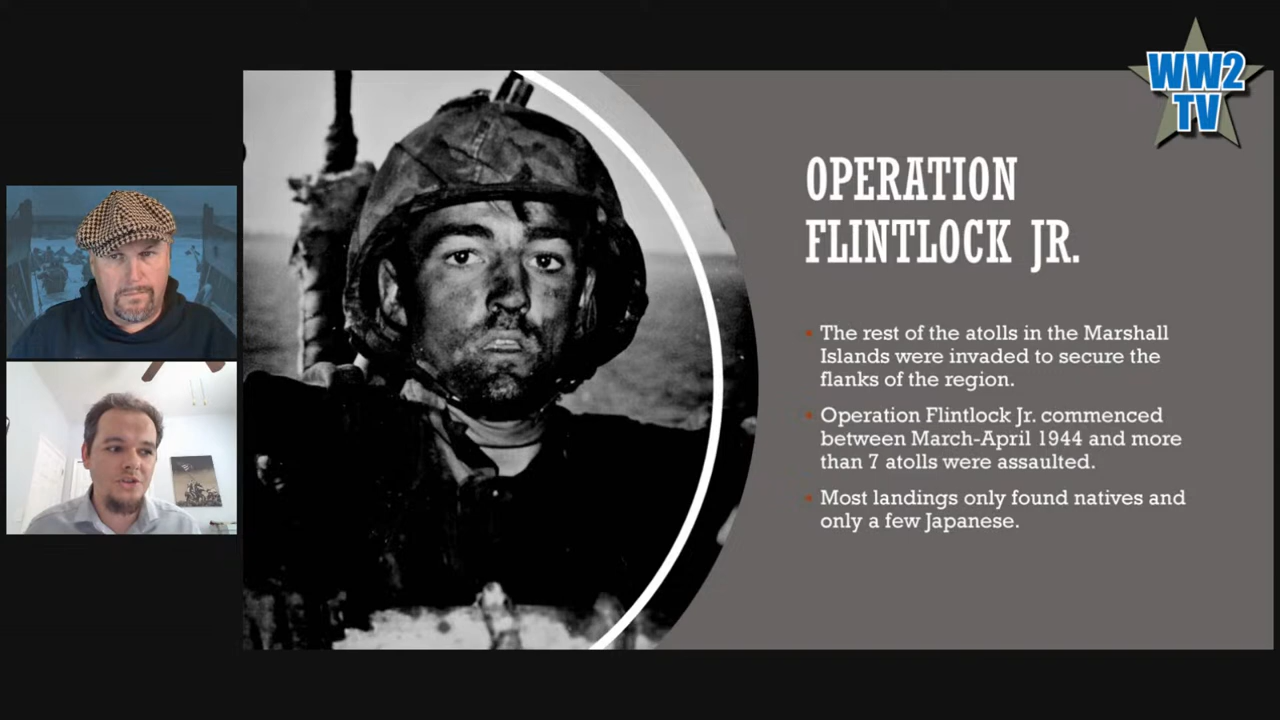 WW2
TV
OPERATION
FLINTLOCK JR.
The rest of the atolls in the Marshall
Islands were invaded to secure the
flanks of the region.
Operation Flintlock Jr. commenced
between March-April 1944 and more
than 7 atolls were assaulted.
Most landings only found natives and
only a few Japanese.